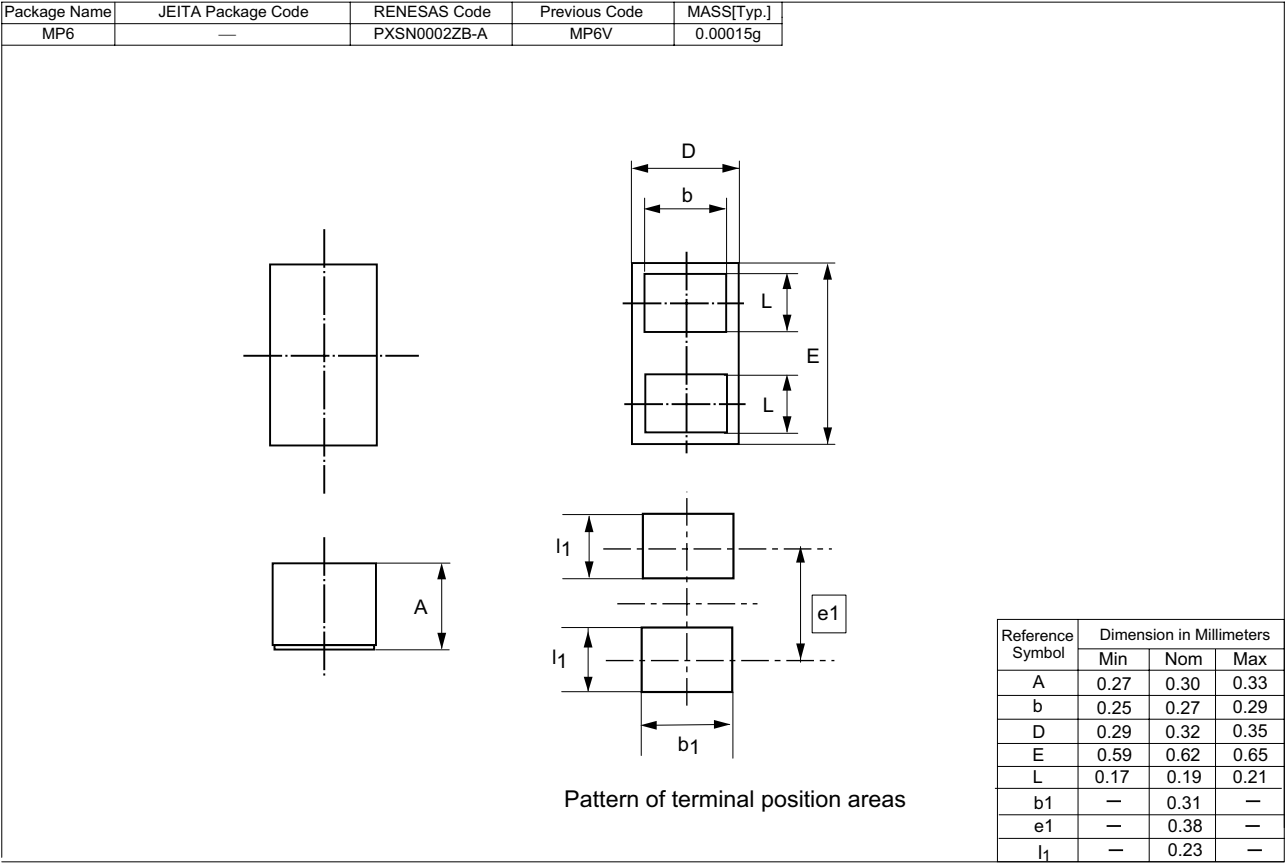 Package Name JEITA Package Code RENESAS Code Previous Code MASS[Typ.]
MP6 — PXSN0002ZB-A MP6V 0.00015g
D
b
L
E
L
l1
A
e1
l1
b1
Pattern of terminal position areas
Reference Symbol Dimension in Millimeters
Min Nom Max
A 0.27 0.30 0.33
b 0.25 0.27 0.29
D 0.29 0.32 0.35
E 0.59 0.62 0.65
L 0.17 0.19 0.21
b1 — 0.31 —
e1 — 0.38 —
l1 — 0.23 —